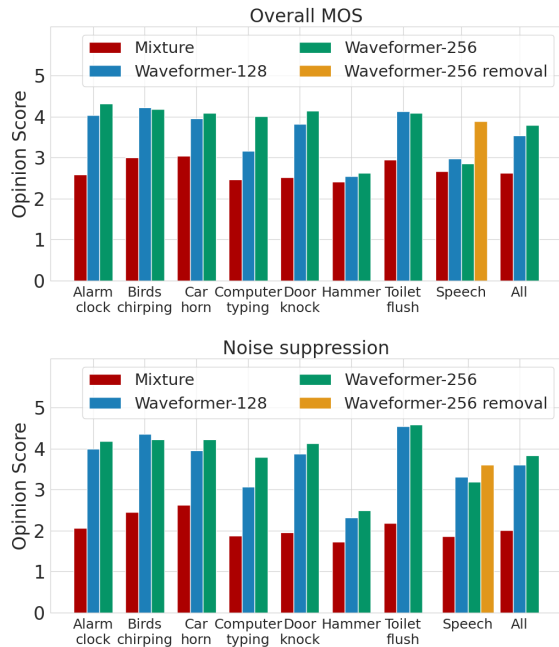 Overall MOS
Mixture
Waveformer-128
Waveformer-256
Waveformer-256 removal
Opinion Score
5
4
3
2
1
0
Alarm clock
Birds chirping
Car horn
Computer typing
Door knock
Hammer
Toilet flush
Speech
All
Noise suppression
Mixture
Waveformer-128
Waveformer-256
Waveformer-256 removal
Opinion Score
5
4
3
2
1
0
Alarm clock
Birds chirping
Car horn
Computer typing
Door knock
Hammer
Toilet flush
Speech
All